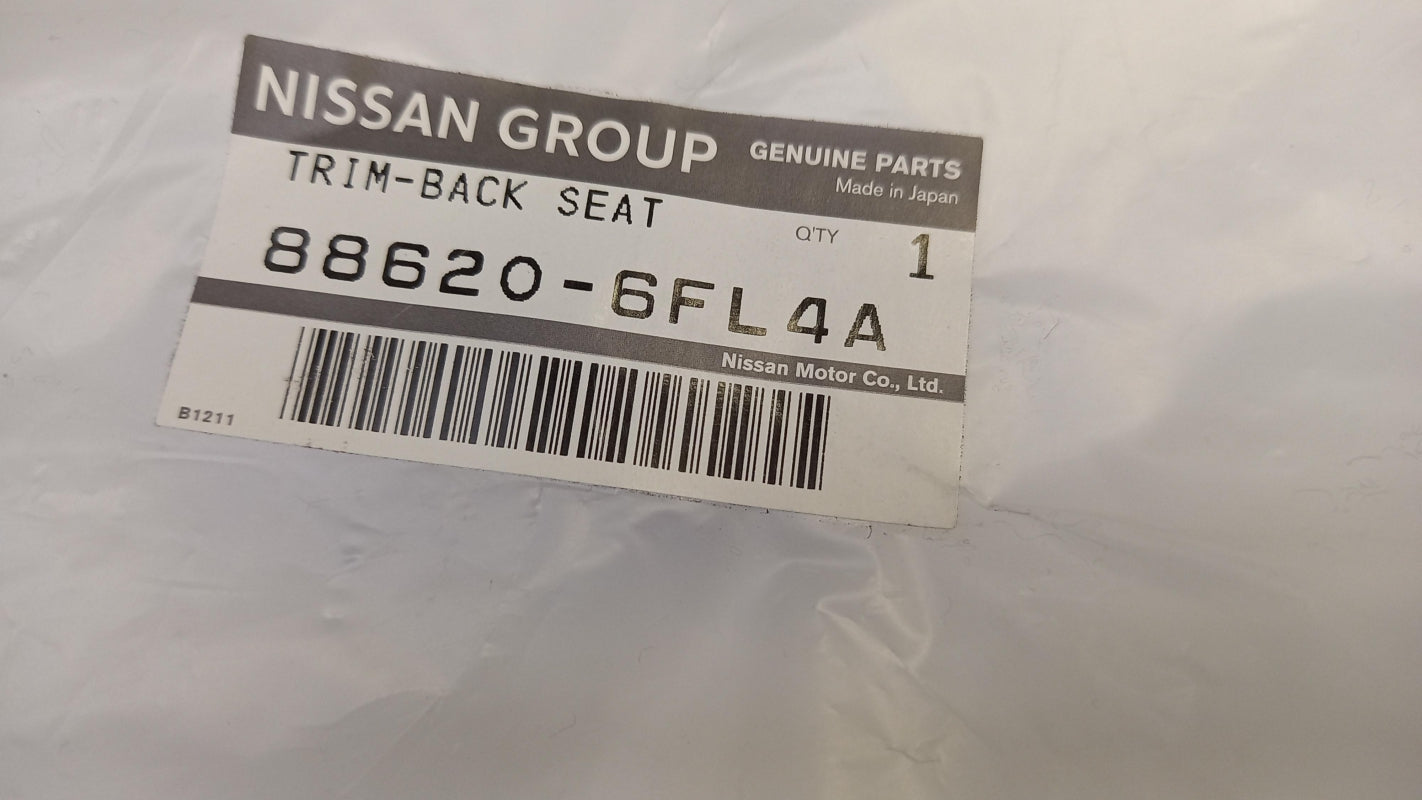 NISSAN GROUP GENUINE PARTS
Made in Japan
TRIM-BACK SEAT
Q'TY 1
88620-6FL4A
Nissan Motor Co., Ltd.
B1211